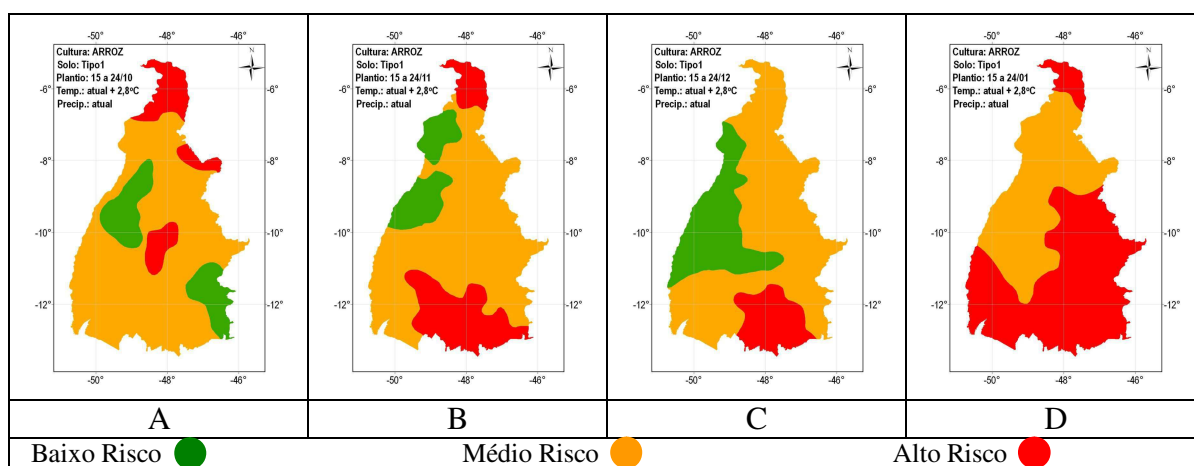 -50° -48° -46°
Cultura: ARROZ
Solo: Tipo1
Plantio: 15 a 24/10
Temp.: atual + 2,8ºC
Precip.: atual
N
-6° -6°
-8° -8°
-10° -10°
-12° -12°
-50° -48° -46°
A
-50° -48° -46°
Cultura: ARROZ
Solo: Tipo1
Plantio: 15 a 24/11
Temp.: atual + 2,8ºC
Precip.: atual
N
-6° -6°
-8° -8°
-10° -10°
-12° -12°
-50° -48° -46°
B
-50° -48° -46°
Cultura: ARROZ
Solo: Tipo1
Plantio: 15 a 24/12
Temp.: atual + 2,8ºC
Precip.: atual
N
-6° -6°
-8° -8°
-10° -10°
-12° -12°
-50° -48° -46°
C
-50° -48° -46°
Cultura: ARROZ
Solo: Tipo1
Plantio: 15 a 24/01
Temp.: atual + 2,8ºC
Precip.: atual
N
-6° -6°
-8° -8°
-10° -10°
-12° -12°
-50° -48° -46°
D
Baixo Risco Médio Risco Alto Risco